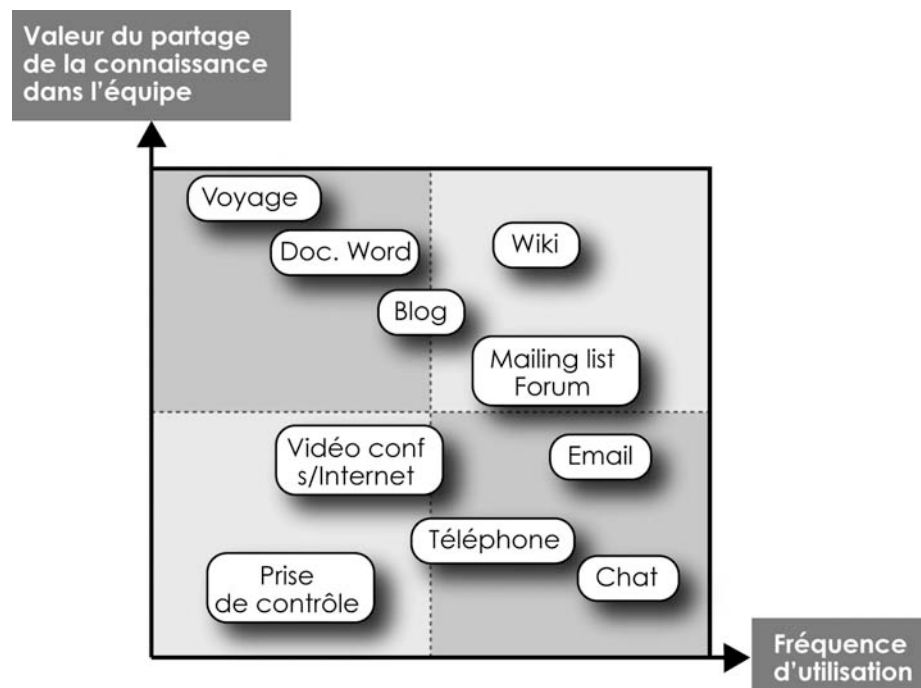 Valeur du partage
de la connaissance
dans l'équipe
Voyage
Doc. Word
Wiki
Blog
Mailing list
Forum
Vidéo conf
s/Internet
Email
Téléphone
Prise
de contrôle
Chat
Fréquence
d'utilisation